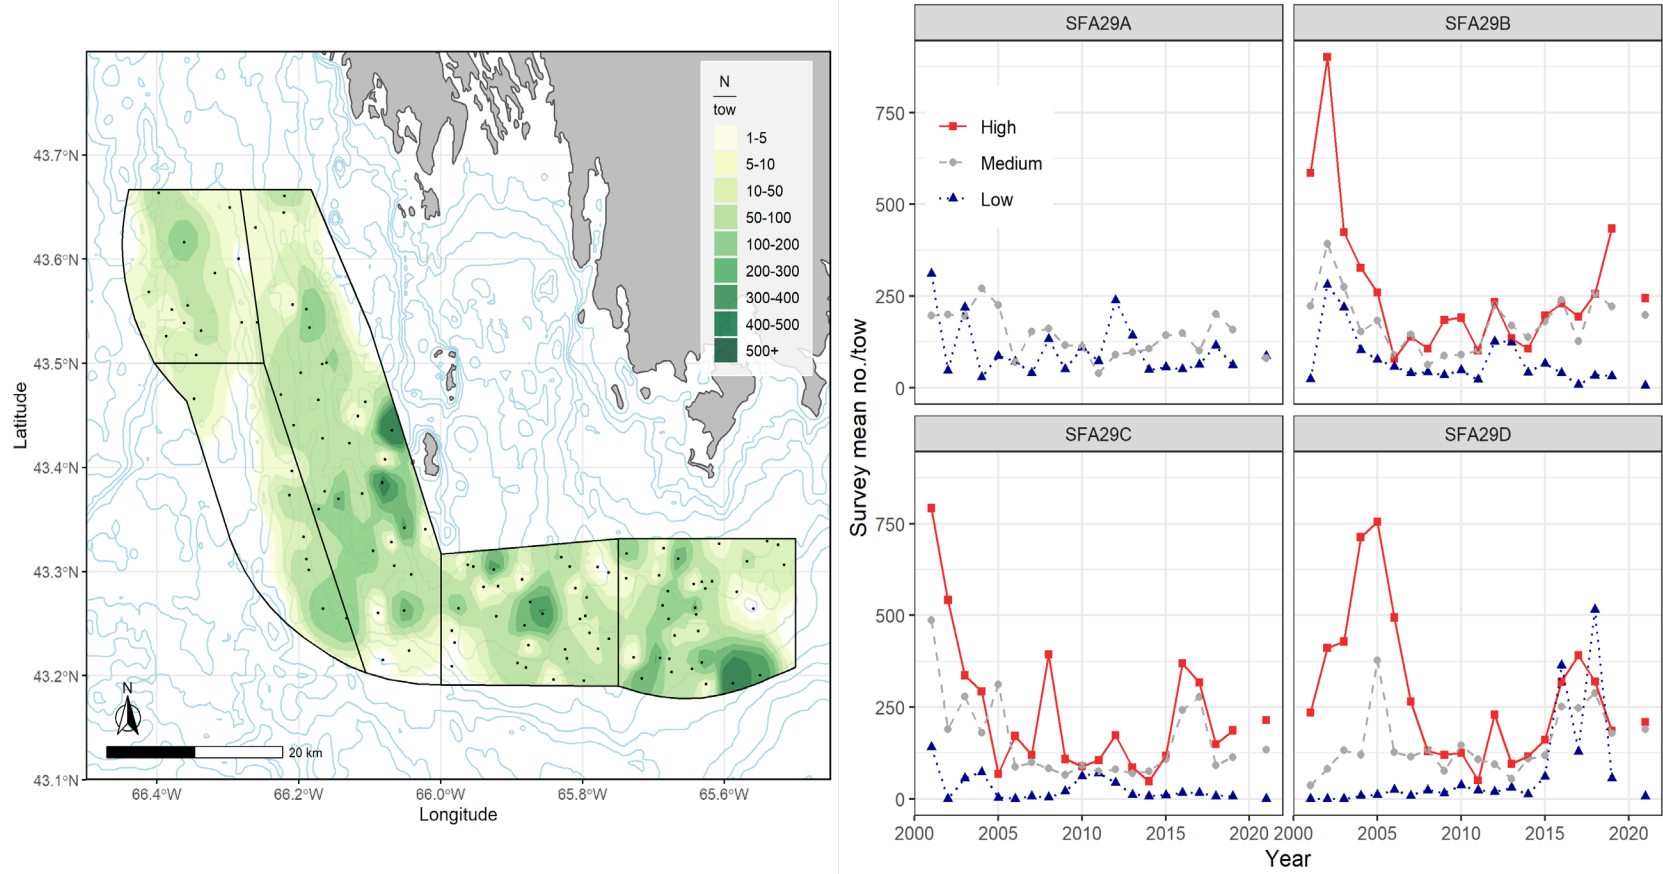 N
tow
1-5
5-10
10-50
50-100
100-200
200-300
300-400
400-500
500+
43.7°N
43.6°N
43.5°N
43.4°N
43.3°N
43.2°N
43.1°N
Latitude
N
20 km
66.4°W 66.2°W 66.0°W 65.8°W 65.6°W
Longitude
SFA29A SFA29B
High
Medium
Low
750
500
250
0
SFA29C SFA29D
750
500
250
0
Survey mean no./tow
2000 2005 2010 2015 2020 2000 2005 2010 2015 2020
Year